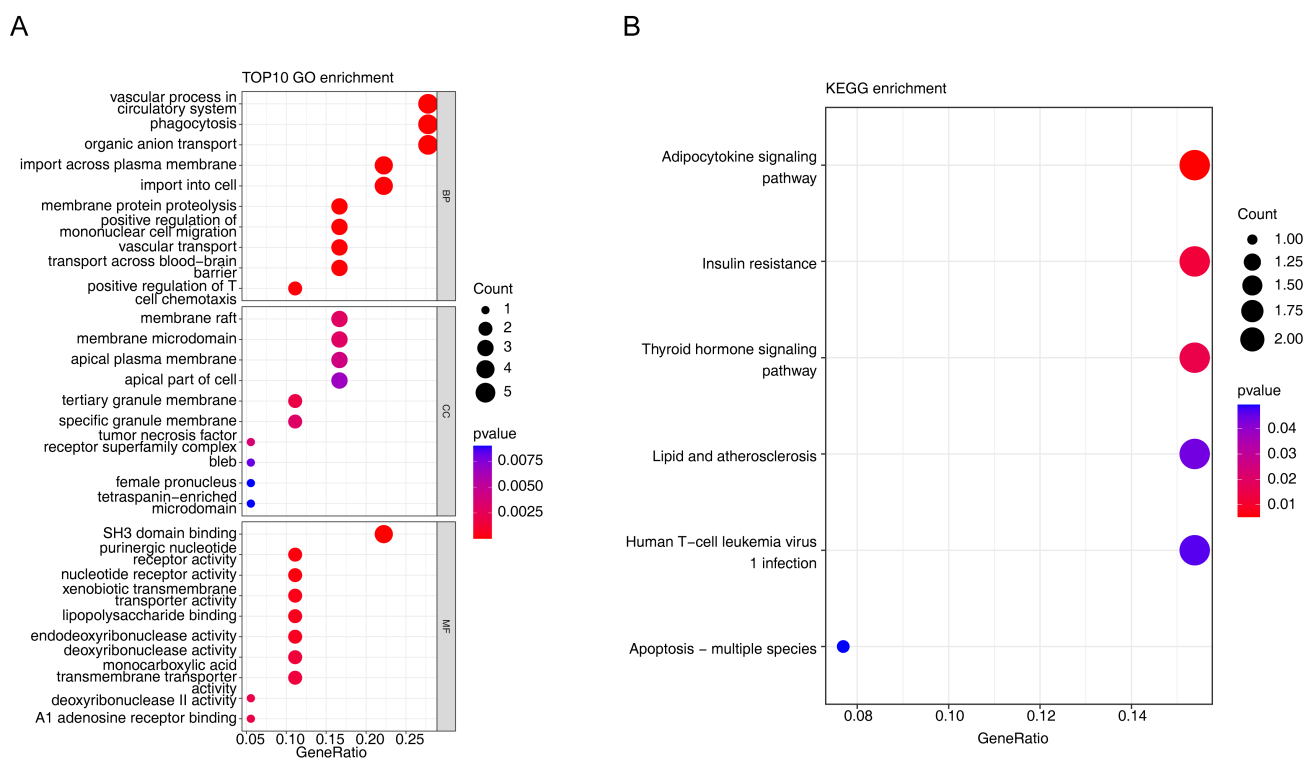 A
TOP10 GO enrichment
vascular process in
circulatory system
phagocytosis
organic anion transport
import across plasma membrane
import into cell
membrane protein proteolysis
positive regulation of
mononuclear cell migration
vascular transport
transport across blood−brain
barrier
positive regulation of T
cell chemotaxis
BP
membrane raft
membrane microdomain
apical plasma membrane
apical part of cell
tertiary granule membrane
specific granule membrane
tumor necrosis factor
receptor superfamily complex
bleb
female pronucleus
tetraspanin−enriched
microdomain
CC
SH3 domain binding
purinergic nucleotide
receptor activity
nucleotide receptor activity
xenobiotic transmembrane
transporter activity
lipopolysaccharide binding
endodeoxyribonuclease activity
deoxyribonuclease activity
monocarboxylic acid
transmembrane transporter
activity
deoxyribonuclease II activity
A1 adenosine receptor binding
MF
0.05 0.10 0.15 0.20 0.25
GeneRatio
Count
1
2
3
4
5
pvalue
0.0075
0.0050
0.0025
B
KEGG enrichment
Adipocytokine signaling
pathway
Insulin resistance
Thyroid hormone signaling
pathway
Lipid and atherosclerosis
Human T−cell leukemia virus
1 infection
Apoptosis − multiple species
0.08 0.10 0.12 0.14
GeneRatio
Count
1.00
1.25
1.50
1.75
2.00
pvalue
0.04
0.03
0.02
0.01